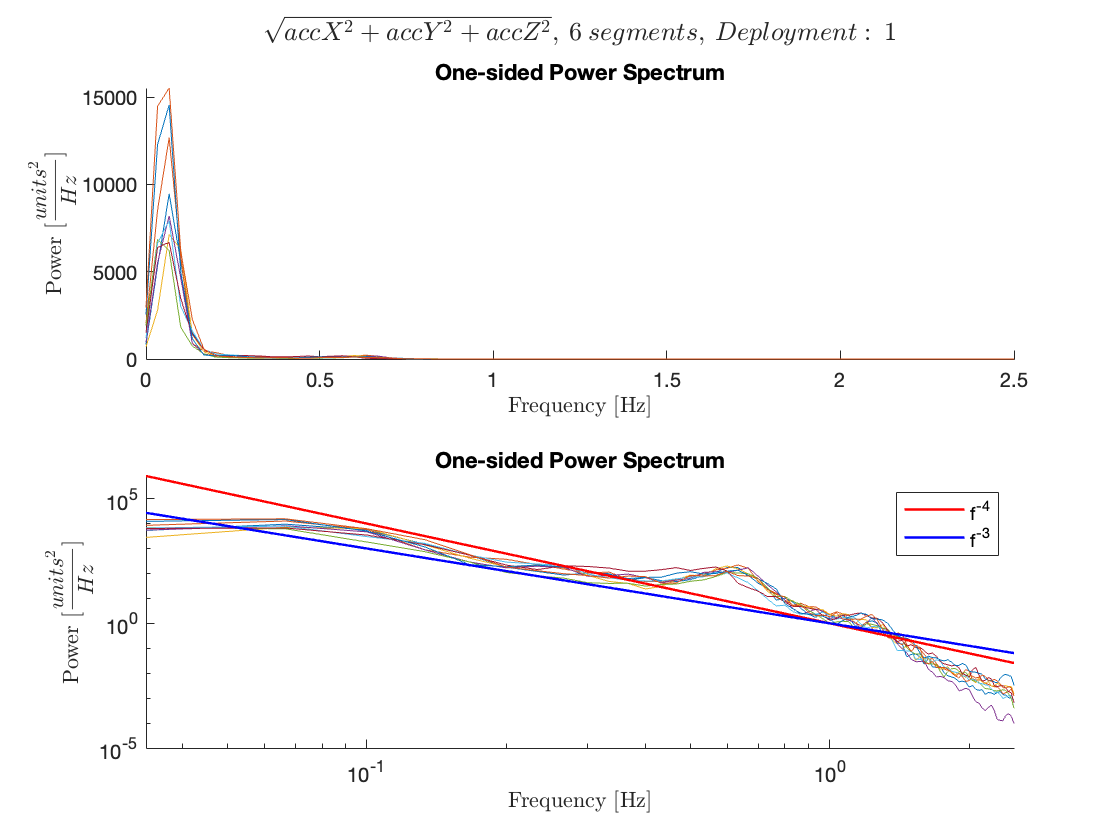 √accX² + accY² + accZ², 6 segments, Deployment : 1
One-sided Power Spectrum
15000
10000
5000
0
Power [units²/Hz]
0 0.5 1 1.5 2 2.5
Frequency [Hz]
One-sided Power Spectrum
10⁵
10⁰
10⁻⁵
Power [units²/Hz]
f⁻⁴
f⁻³
10⁻¹ 10⁰
Frequency [Hz]